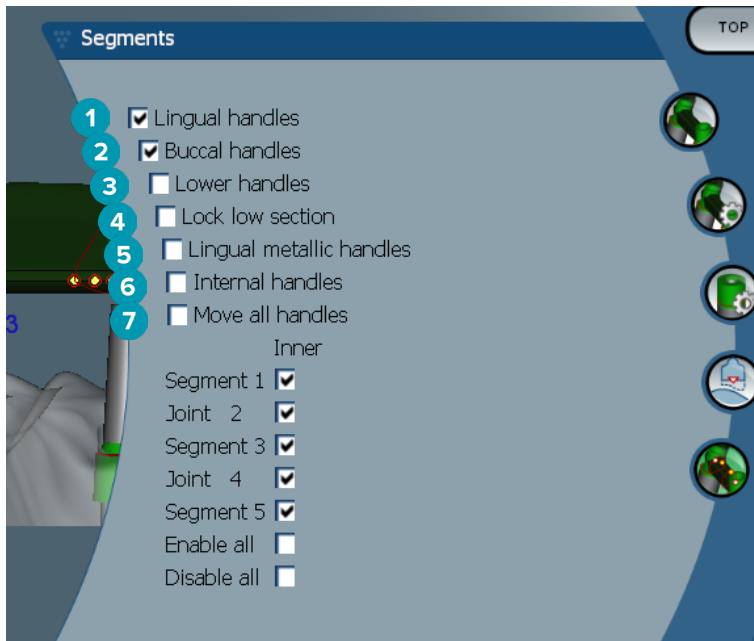 Segments
TOP
1 Lingual handles
2 Buccal handles
3 Lower handles
4 Lock low section
5 Lingual metallic handles
6 Internal handles
7 Move all handles
3
Inner
Segment 1
Joint 2
Segment 3
Joint 4
Segment 5
Enable all
Disable all